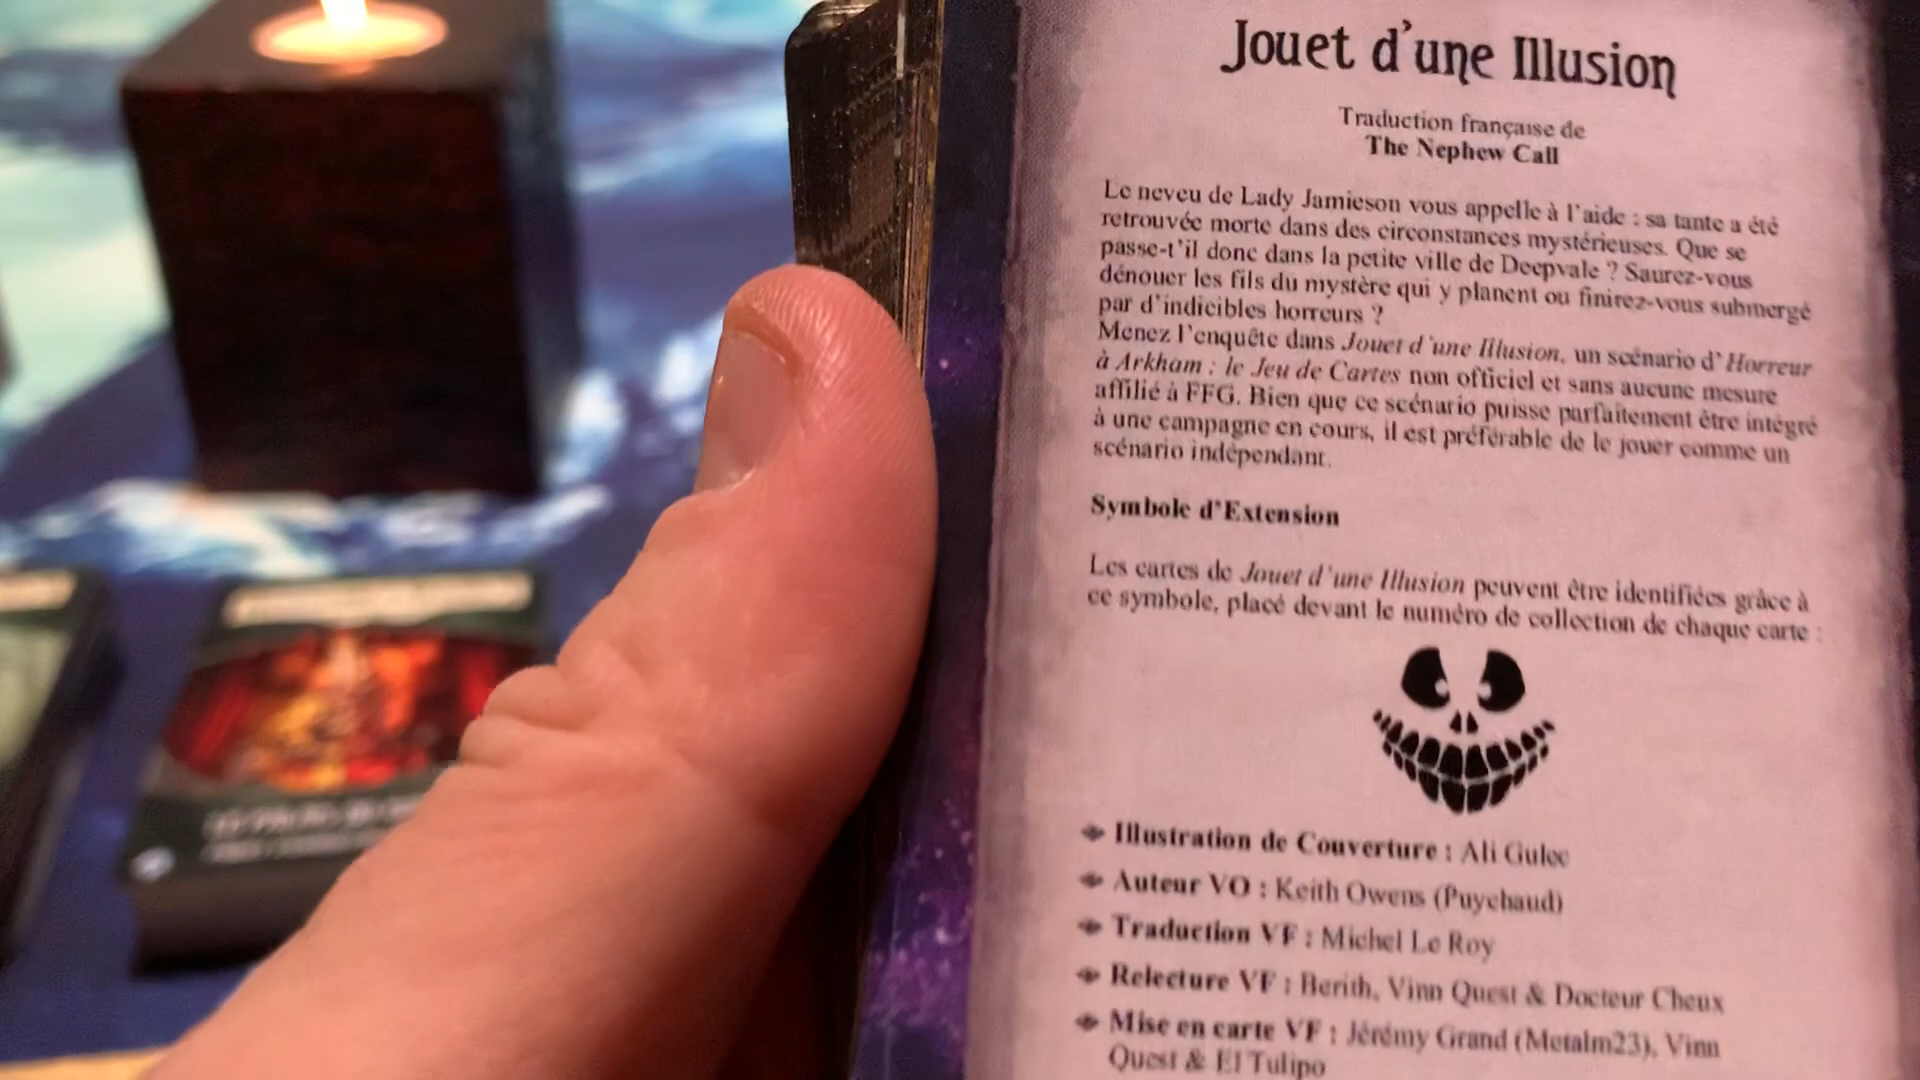 Jouet d'une Illusion
Traduction française de
The Nephew Call
Le neveu de Lady Jamieson vous appelle à l'aide : sa tante a été
retrouvée morte dans des circonstances mystérieuses. Que se
passe-t'il donc dans la petite ville de Deepvale ? Saurez-vous
dénouer les fils du mystère qui y planent ou finirez-vous submergé
par d'indicibles horreurs ?
Menez l'enquête dans Jouet d'une Illusion, un scénario d'Horreur
à Arkham : le Jeu de Cartes non officiel et sans aucune mesure
affilié à FFG. Bien que ce scénario puisse parfaitement être intégré
à une campagne en cours, il est préférable de le jouer comme un
scénario indépendant.
Symbole d'Extension
Les cartes de Jouet d'une Illusion peuvent être identifiées grâce à
ce symbole, placé devant le numéro de collection de chaque carte :
Illustration de Couverture : Ali Gulec
Auteur VO : Keith Owens (Puychaud)
Traduction VF : Michel Le Roy
Relecture VF : Berith, Vinn Quest & Docteur Cheux
Mise en carte VF : Jérémy Grand (Metalm23), Vinn
Quest & El Tulipo